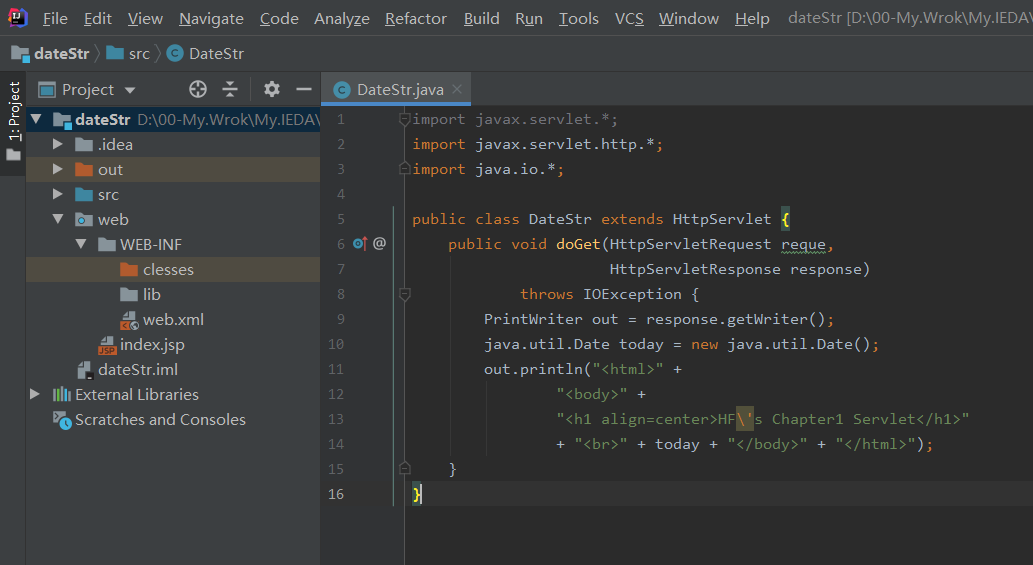 File Edit View Navigate Code Analyze Refactor Build Run Tools VCS Window Help dateStr [D:\00-My.Wrok\My.IEDA\
dateStr src DateStr
1: Project
Project
DateStr.java
dateStr D:\00-My.Wrok\My.IEDA\
.idea
out
src
web
WEB-INF
clesses
lib
web.xml
index.jsp
dateStr.iml
External Libraries
Scratches and Consoles
1 import javax.servlet.*;
2 import javax.servlet.http.*;
3 import java.io.*;
4
5 public class DateStr extends HttpServlet {
6 @ public void doGet(HttpServletRequest reque,
7 HttpServletResponse response)
8 throws IOException {
9 PrintWriter out = response.getWriter();
10 java.util.Date today = new java.util.Date();
11 out.println("<html>" +
12 "<body>" +
13 "<h1 align=center>HF\'s Chapter1 Servlet</h1>"
14 + "<br>" + today + "</body>" + "</html>");
15 }
16 }